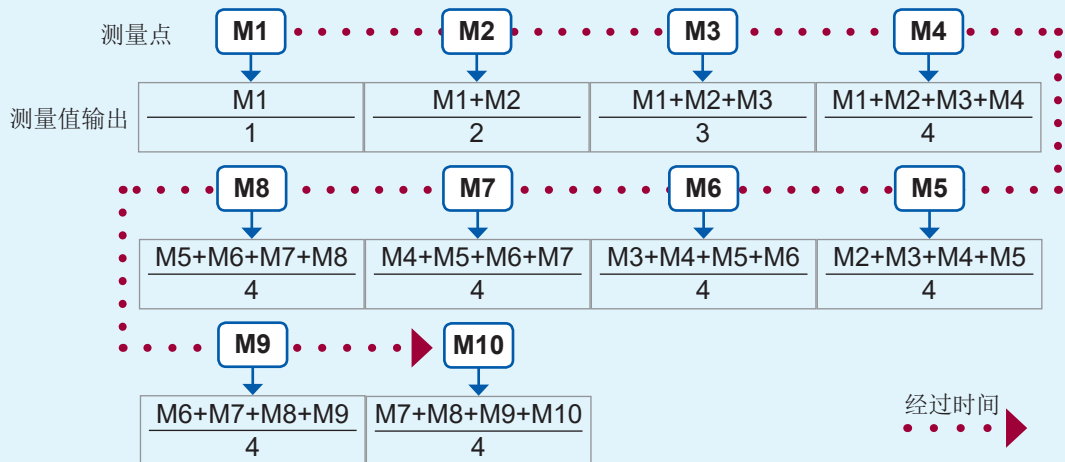 测量点 M1 M2 M3 M4
测量值输出
M1 M1+M2 M1+M2+M3 M1+M2+M3+M4
1 2 3 4
M8 M7 M6 M5
M5+M6+M7+M8 M4+M5+M6+M7 M3+M4+M5+M6 M2+M3+M4+M5
4 4 4 4
M9 M10
M6+M7+M8+M9 M7+M8+M9+M10
4 4
经过时间